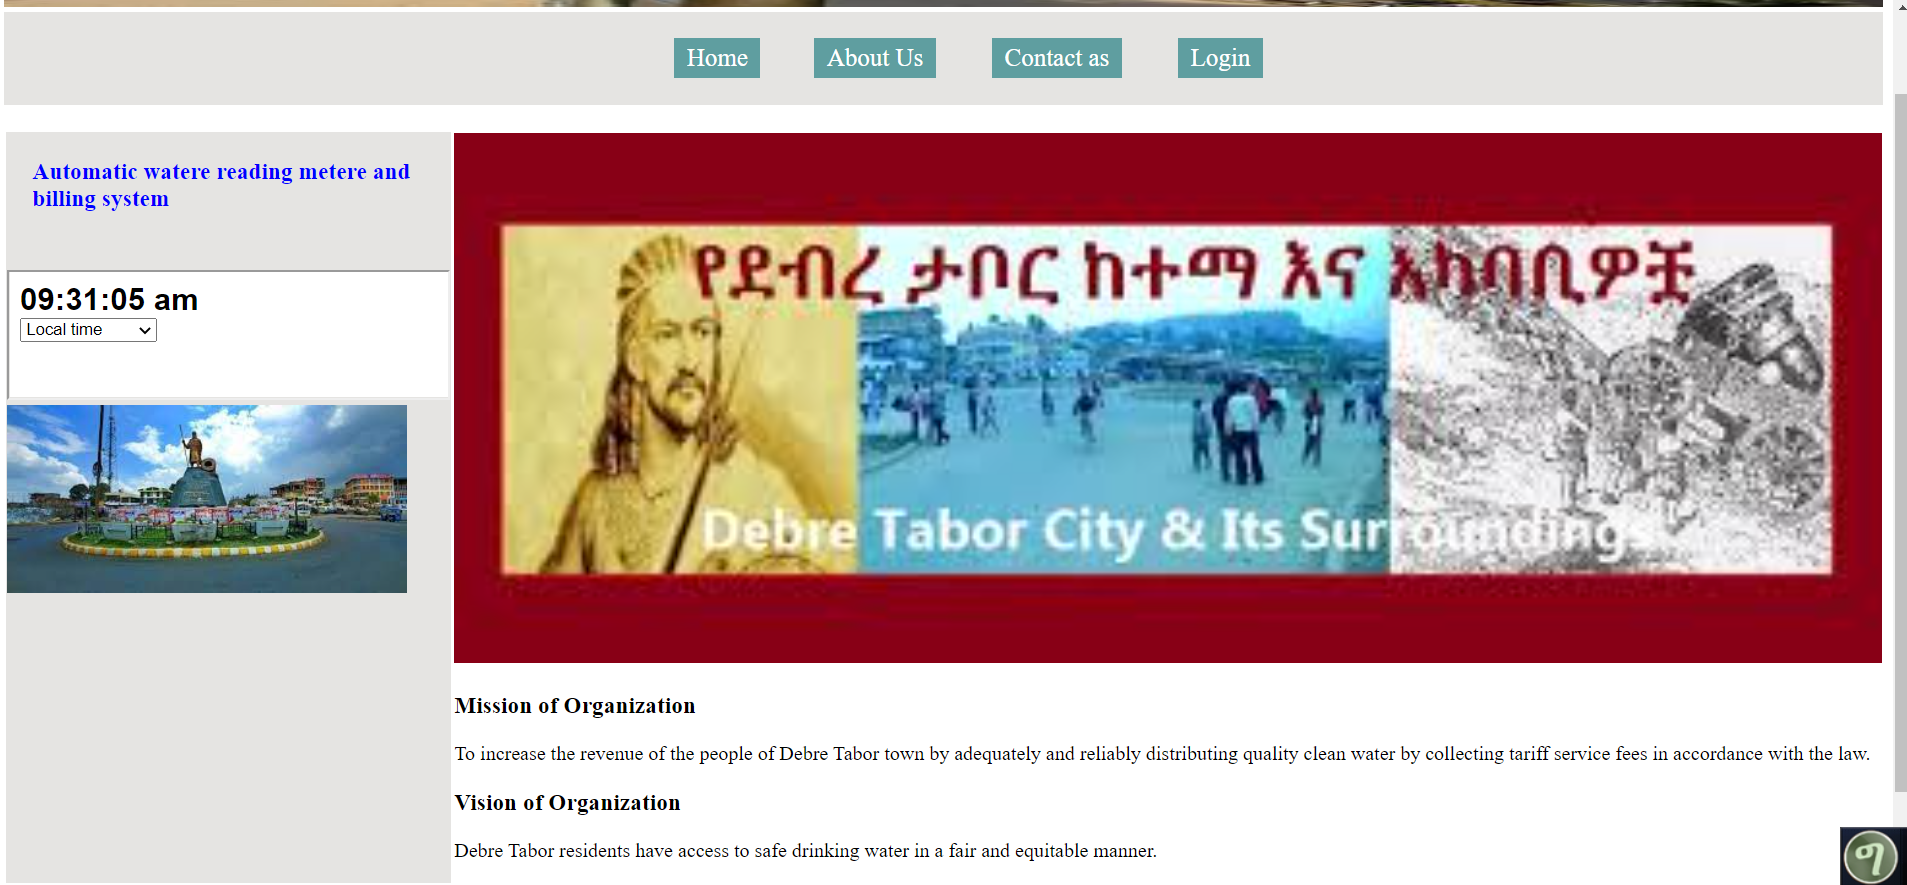 Home
About Us
Contact as
Login
Automatic watere reading metere and
billing system
09:31:05 am
Local time
የደብረ ታቦር ከተማ እና አካባቢዎቿ
Debre Tabor City & Its Surroundings
Mission of Organization
To increase the revenue of the people of Debre Tabor town by adequately and reliably distributing quality clean water by collecting tariff service fees in accordance with the law.
Vision of Organization
Debre Tabor residents have access to safe drinking water in a fair and equitable manner.